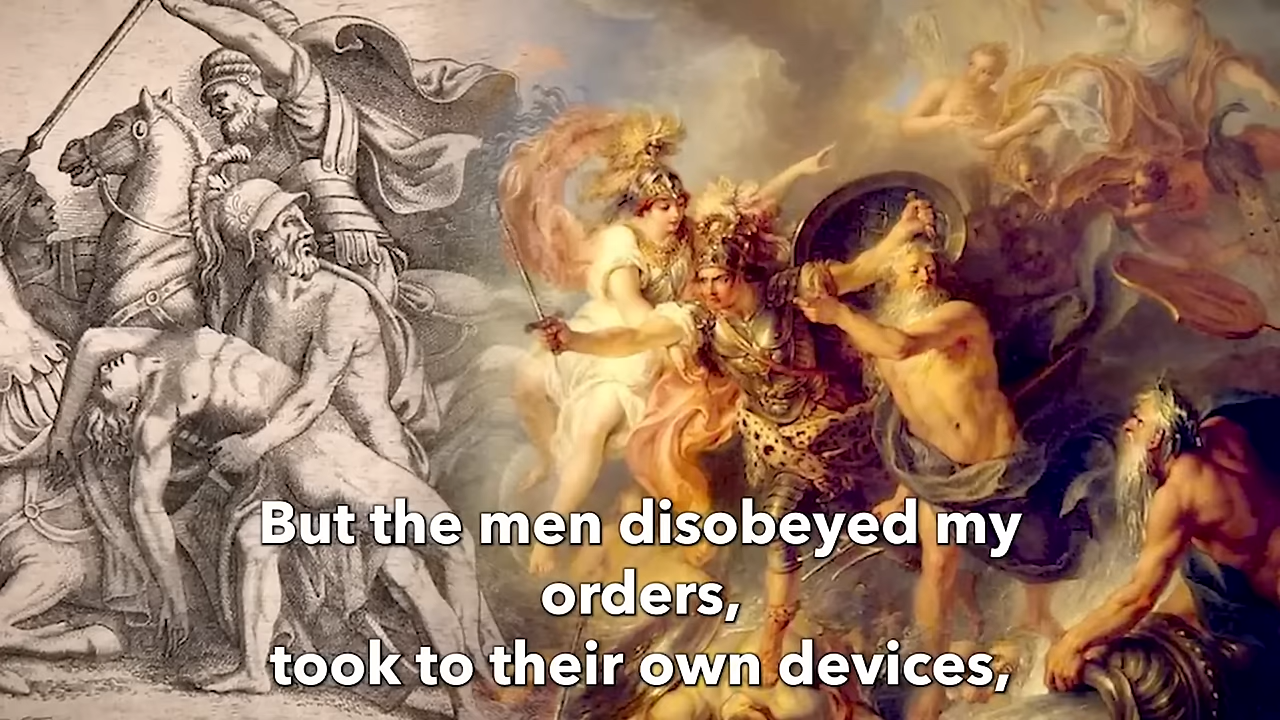 But the men disobeyed my
orders,
took to their own devices,